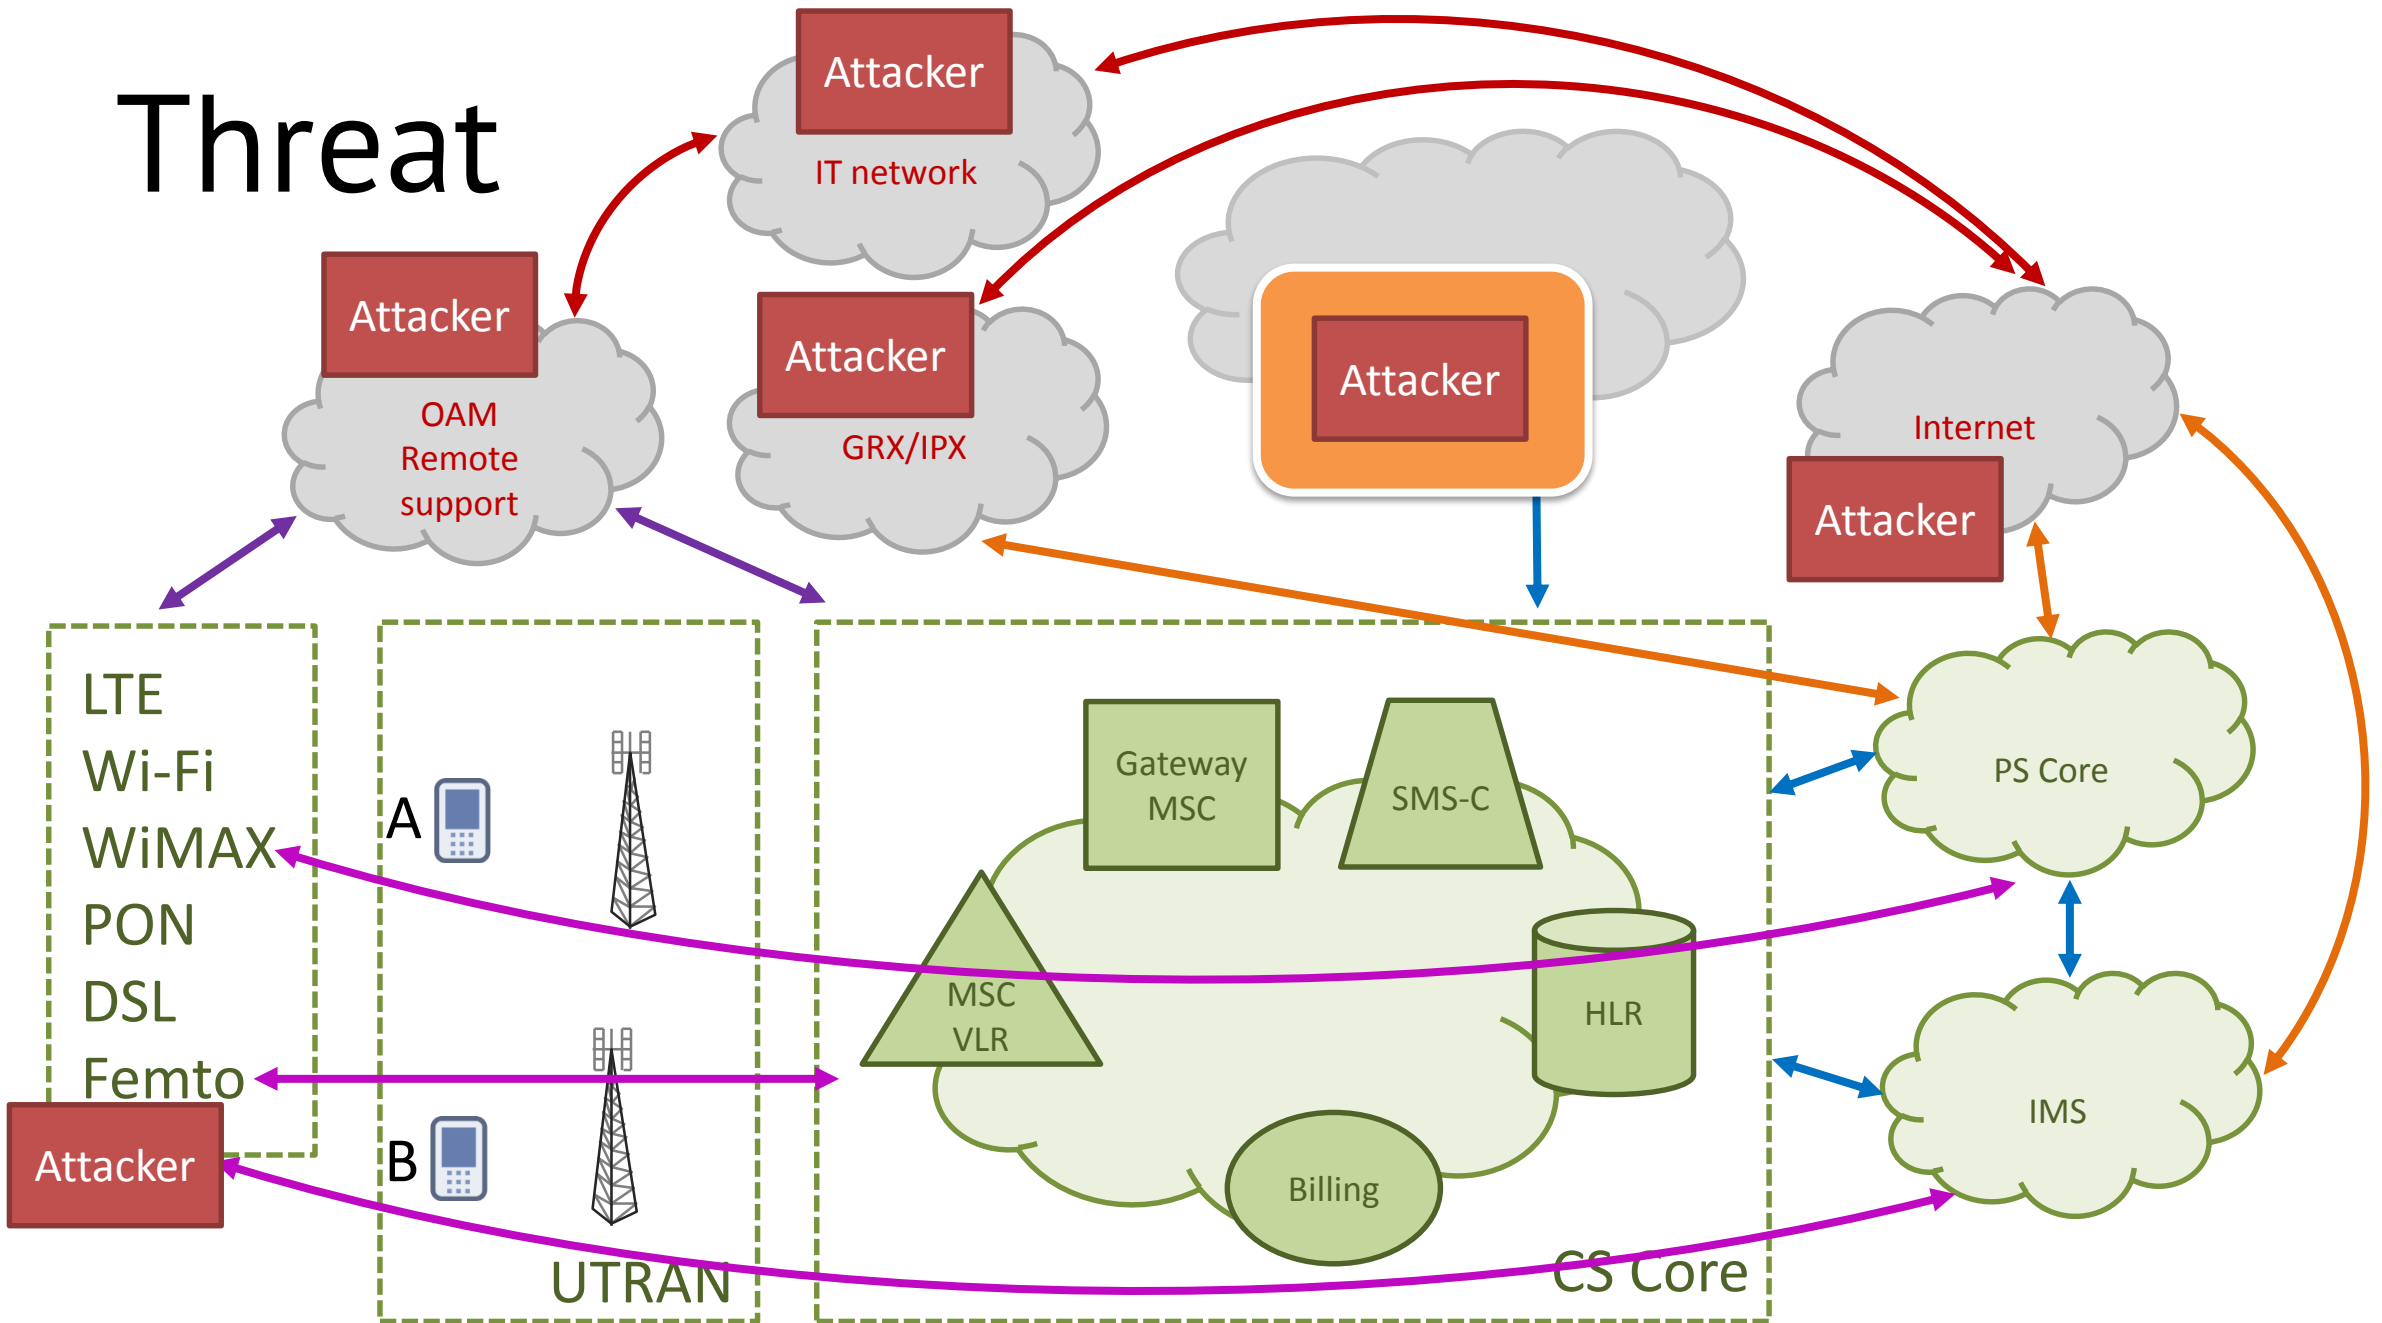 Threat
Attacker
IT network
Attacker
OAM
Remote
support
Attacker
GRX/IPX
Attacker
Internet
Attacker
LTE
Wi-Fi
WiMAX
PON
DSL
Femto
Attacker
A
B
UTRAN
Gateway
MSC
SMS-C
MSC
VLR
HLR
Billing
CS Core
PS Core
IMS